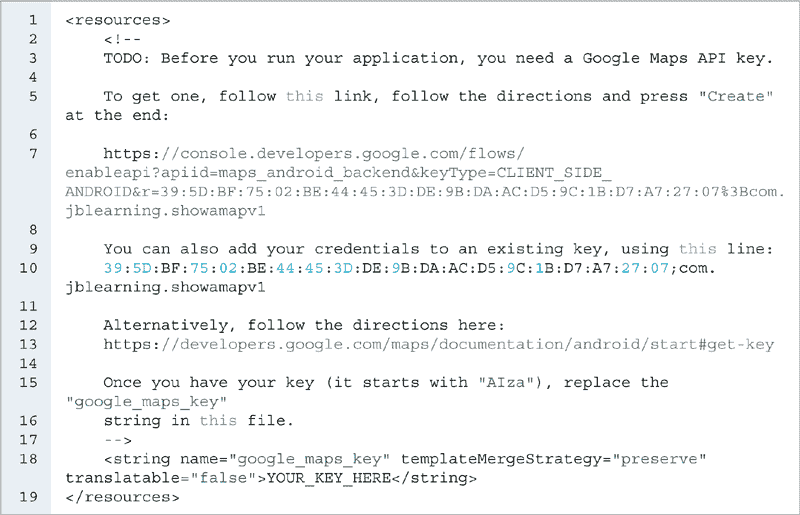 1 <resources>
2 <!--
3 TODO: Before you run your application, you need a Google Maps API key.
4
5 To get one, follow this link, follow the directions and press "Create"
at the end:
6
7 https://console.developers.google.com/flows/
enableapi?apiid=maps_android_backend&keyType=CLIENT_SIDE_
ANDROID&r=39:5D:BF:75:02:BE:44:45:3D:DE:9B:DA:AC:D5:9C:1B:D7:A7:27:07%3Bcom.
jblearning.showamapv1
8
9 You can also add your credentials to an existing key, using this line:
10 39:5D:BF:75:02:BE:44:45:3D:DE:9B:DA:AC:D5:9C:1B:D7:A7:27:07;com.
jblearning.showamapv1
11
12 Alternatively, follow the directions here:
13 https://developers.google.com/maps/documentation/android/start#get-key
14
15 Once you have your key (it starts with "AIza"), replace the
"google_maps_key"
16 string in this file.
17 -->
18 <string name="google_maps_key" templateMergeStrategy="preserve"
translatable="false">YOUR_KEY_HERE</string>
19 </resources>